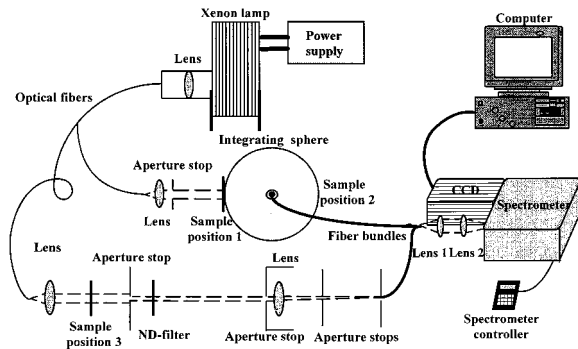 Xenon lamp
Computer
Power
supply
Lens
Optical fibers
Integrating sphere
Aperture stop
Sample
position 2
CCD
Spectrometer
Lens
Sample
position 1
Fiber bundles
Lens 1
Lens 2
Lens
Aperture stop
Lens
Sample
position 3
ND-filter
Aperture stop
Aperture stops
Spectrometer
controller